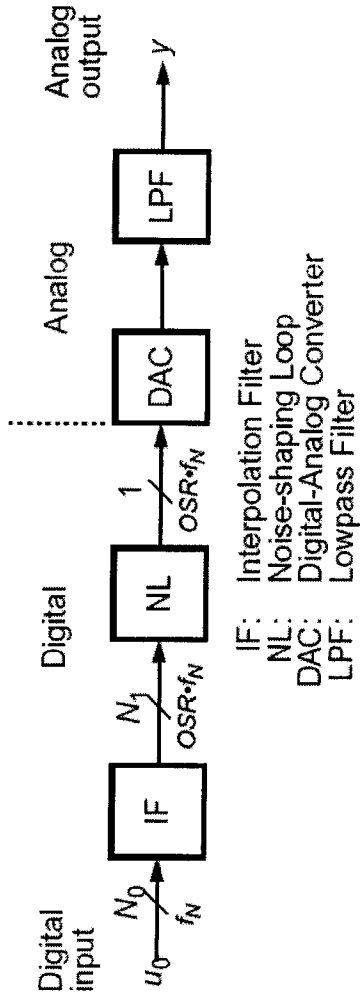 Digital
input
Digital
Analog
Analog
output
u0
N0
fN
IF
N1
OSR•fN
NL
1
OSR•fN
DAC
LPF
y
IF: Interpolation Filter
NL: Noise-shaping Loop
DAC: Digital-Analog Converter
LPF: Lowpass Filter